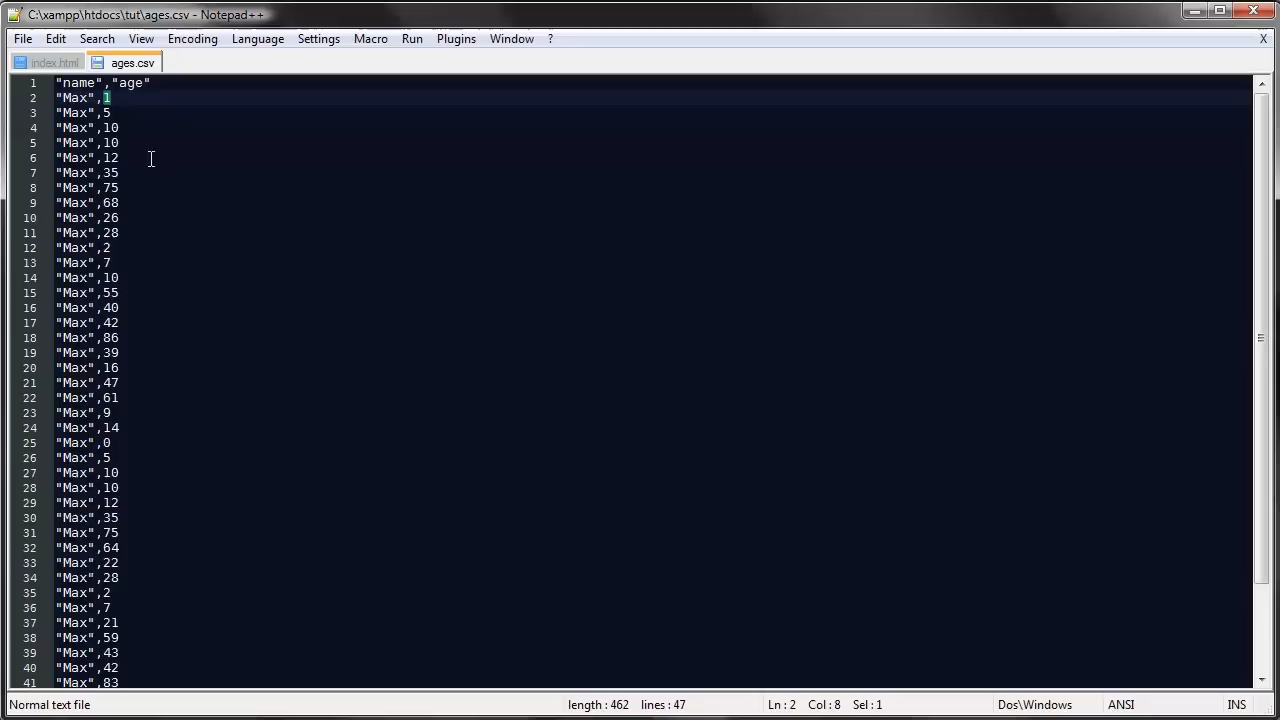 C:\xampp\htdocs\tut\ages.csv - Notepad++
File Edit Search View Encoding Language Settings Macro Run Plugins Window ? X
index.html ages.csv
1 "name","age"
2 "Max",1
3 "Max",5
4 "Max",10
5 "Max",10
6 "Max",12
7 "Max",35
8 "Max",75
9 "Max",68
10 "Max",26
11 "Max",28
12 "Max",2
13 "Max",7
14 "Max",10
15 "Max",55
16 "Max",40
17 "Max",42
18 "Max",86
19 "Max",39
20 "Max",16
21 "Max",47
22 "Max",61
23 "Max",9
24 "Max",14
25 "Max",0
26 "Max",5
27 "Max",10
28 "Max",10
29 "Max",12
30 "Max",35
31 "Max",75
32 "Max",64
33 "Max",22
34 "Max",28
35 "Max",2
36 "Max",7
37 "Max",21
38 "Max",59
39 "Max",43
40 "Max",42
41 "Max",83
Normal text file length : 462 lines : 47 Ln : 2 Col : 8 Sel : 1 Dos\Windows ANSI INS